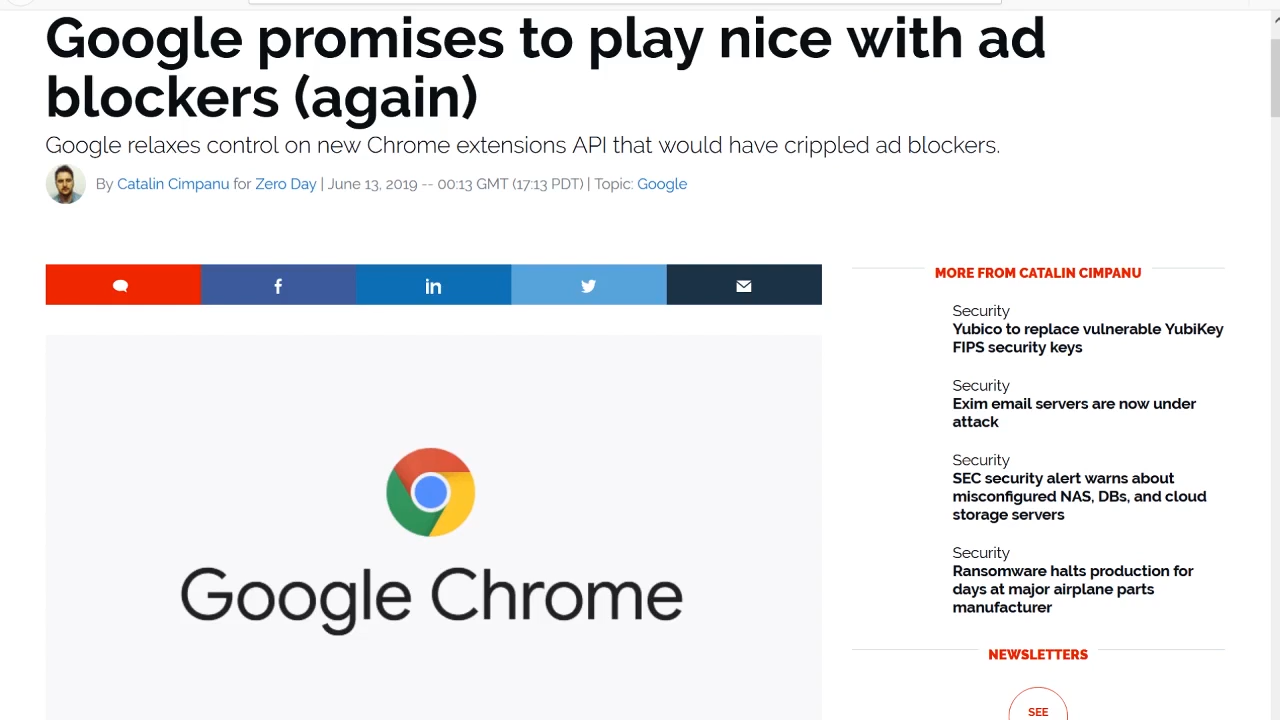 Google promises to play nice with ad
blockers (again)
Google relaxes control on new Chrome extensions API that would have crippled ad blockers.
By Catalin Cimpanu for Zero Day | June 13, 2019 -- 00:13 GMT (17:13 PDT) | Topic: Google
f
in
Google Chrome
MORE FROM CATALIN CIMPANU
Security
Yubico to replace vulnerable YubiKey
FIPS security keys
Security
Exim email servers are now under
attack
Security
SEC security alert warns about
misconfigured NAS, DBs, and cloud
storage servers
Security
Ransomware halts production for
days at major airplane parts
manufacturer
NEWSLETTERS
SEE